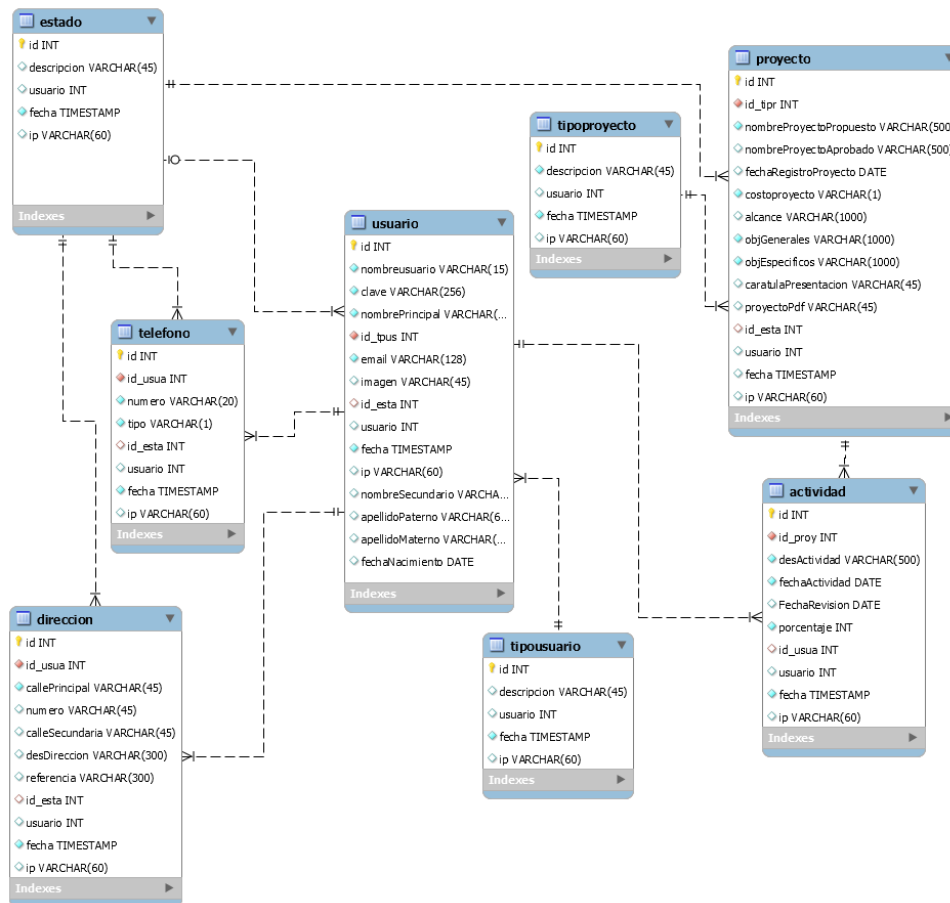 estado
id INT
descripcion VARCHAR(45)
usuario INT
fecha TIMESTAMP
ip VARCHAR(60)
Indexes
proyecto
id INT
id_tipr INT
nombreProyectoPropuesto VARCHAR(500
nombreProyectoAprobado VARCHAR(500)
fechaRegistroProyecto DATE
costoproyecto VARCHAR(1)
alcance VARCHAR(1000)
objGenerales VARCHAR(1000)
objEspecificos VARCHAR(1000)
caratulaPresentacion VARCHAR(45)
proyectoPdf VARCHAR(45)
id_esta INT
usuario INT
fecha TIMESTAMP
ip VARCHAR(60)
Indexes
tipoproyecto
id INT
descripcion VARCHAR(45)
usuario INT
fecha TIMESTAMP
ip VARCHAR(60)
Indexes
usuario
id INT
nombreusuario VARCHAR(15)
clave VARCHAR(256)
nombrePrincipal VARCHAR(...
id_tpus INT
email VARCHAR(128)
imagen VARCHAR(45)
id_esta INT
usuario INT
fecha TIMESTAMP
ip VARCHAR(60)
nombreSecundario VARCHA...
apellidoPaterno VARCHAR(6...
apellidoMaterno VARCHAR(...
fechaNacimiento DATE
Indexes
telefono
id INT
id_usua INT
numero VARCHAR(20)
tipo VARCHAR(1)
id_esta INT
usuario INT
fecha TIMESTAMP
ip VARCHAR(60)
Indexes
actividad
id INT
id_proy INT
desActividad VARCHAR(500)
fechaActividad DATE
FechaRevision DATE
porcentaje INT
id_usua INT
usuario INT
fecha TIMESTAMP
ip VARCHAR(60)
Indexes
direccion
id INT
id_usua INT
callePrincipal VARCHAR(45)
numero VARCHAR(45)
calleSecundaria VARCHAR(45)
desDireccion VARCHAR(300)
referencia VARCHAR(300)
id_esta INT
usuario INT
fecha TIMESTAMP
ip VARCHAR(60)
Indexes
tipousuario
id INT
descripcion VARCHAR(45)
usuario INT
fecha TIMESTAMP
ip VARCHAR(60)
Indexes